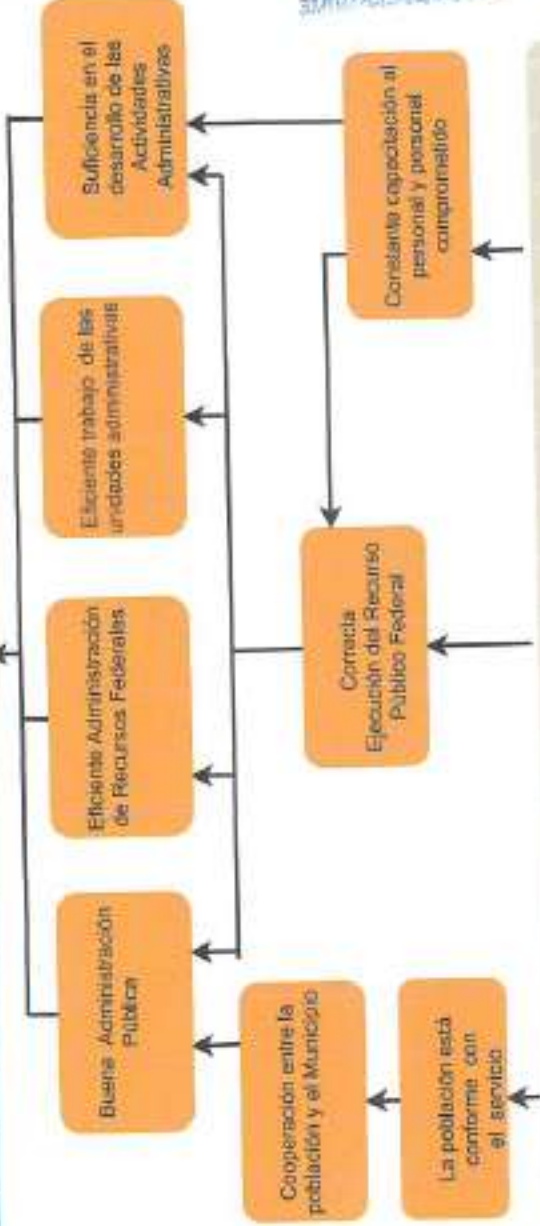 Buena Administración
Pública
Eficiente Administración
de Recursos Federales
Eficiente trabajo de las
unidades administrativas
Suficiencia en el
desarrollo de las
Actividades
Administrativas
Cooperación entre la
población y el Municipio
Correcta
Ejecución del Recurso
Público Federal
Constante capacitación al
personal y personal
comprometido
La población está
conforme con
el servicio